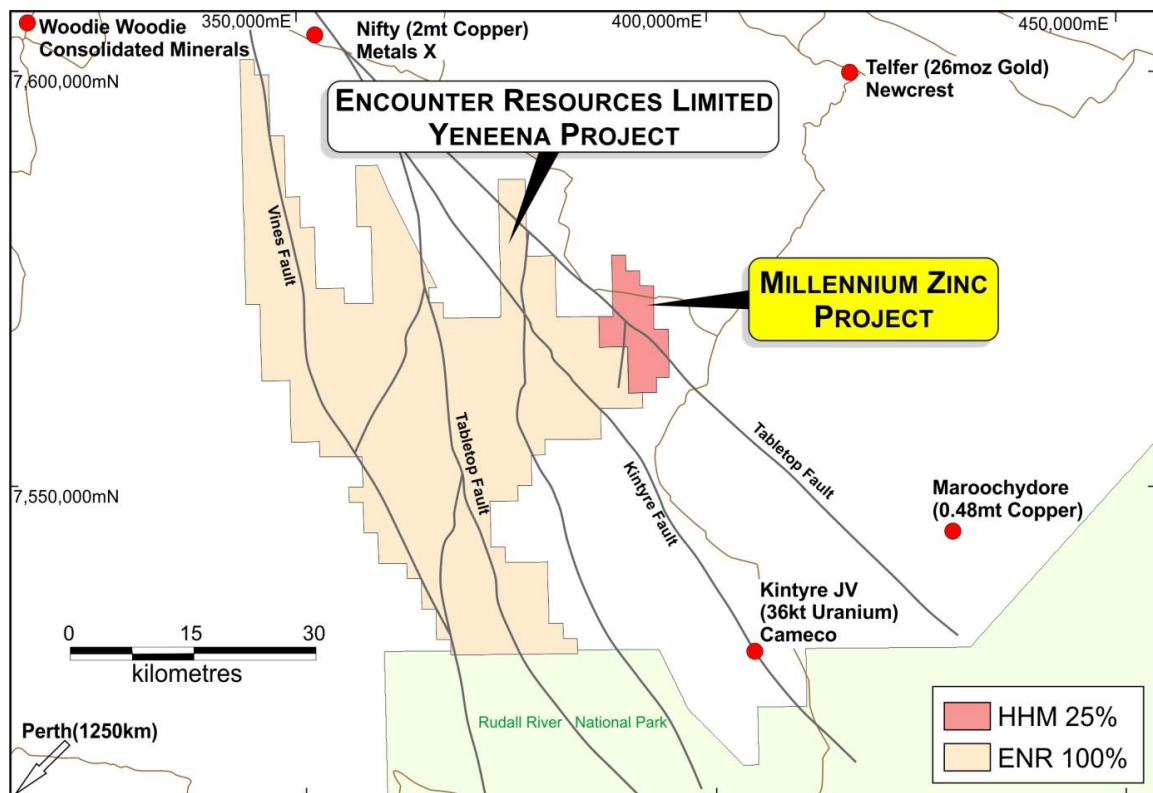 350,000mE
400,000mE
450,000mE
Woodie Woodie
Consolidated Minerals
Nifty (2mt Copper)
Metals X
Telfer (26moz Gold)
Newcrest
7,600,000mN
ENCOUNTER RESOURCES LIMITED
YENEENA PROJECT
Vines Fault
MILLENNIUM ZINC
PROJECT
Tabletop Fault
Kintyre Fault
Tabletop Fault
7,550,000mN
Maroochydore
(0.48mt Copper)
Kintyre JV
(36kt Uranium)
Cameco
0 15 30
kilometres
Rudall River National Park
HHM 25%
ENR 100%
Perth(1250km)